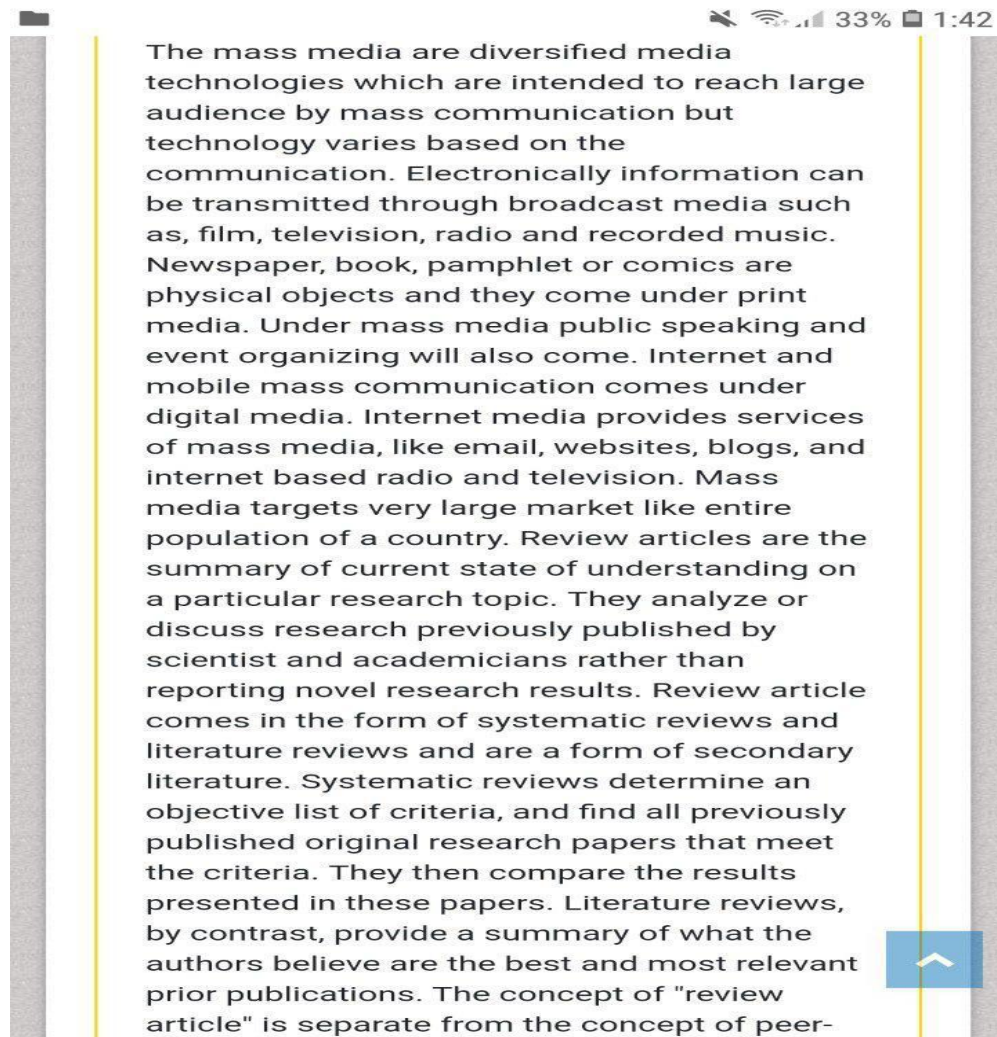 33% 1:42
The mass media are diversified media
technologies which are intended to reach large
audience by mass communication but
technology varies based on the
communication. Electronically information can
be transmitted through broadcast media such
as, film, television, radio and recorded music.
Newspaper, book, pamphlet or comics are
physical objects and they come under print
media. Under mass media public speaking and
event organizing will also come. Internet and
mobile mass communication comes under
digital media. Internet media provides services
of mass media, like email, websites, blogs, and
internet based radio and television. Mass
media targets very large market like entire
population of a country. Review articles are the
summary of current state of understanding on
a particular research topic. They analyze or
discuss research previously published by
scientist and academicians rather than
reporting novel research results. Review article
comes in the form of systematic reviews and
literature reviews and are a form of secondary
literature. Systematic reviews determine an
objective list of criteria, and find all previously
published original research papers that meet
the criteria. They then compare the results
presented in these papers. Literature reviews,
by contrast, provide a summary of what the
authors believe are the best and most relevant
prior publications. The concept of "review
article" is separate from the concept of peer-